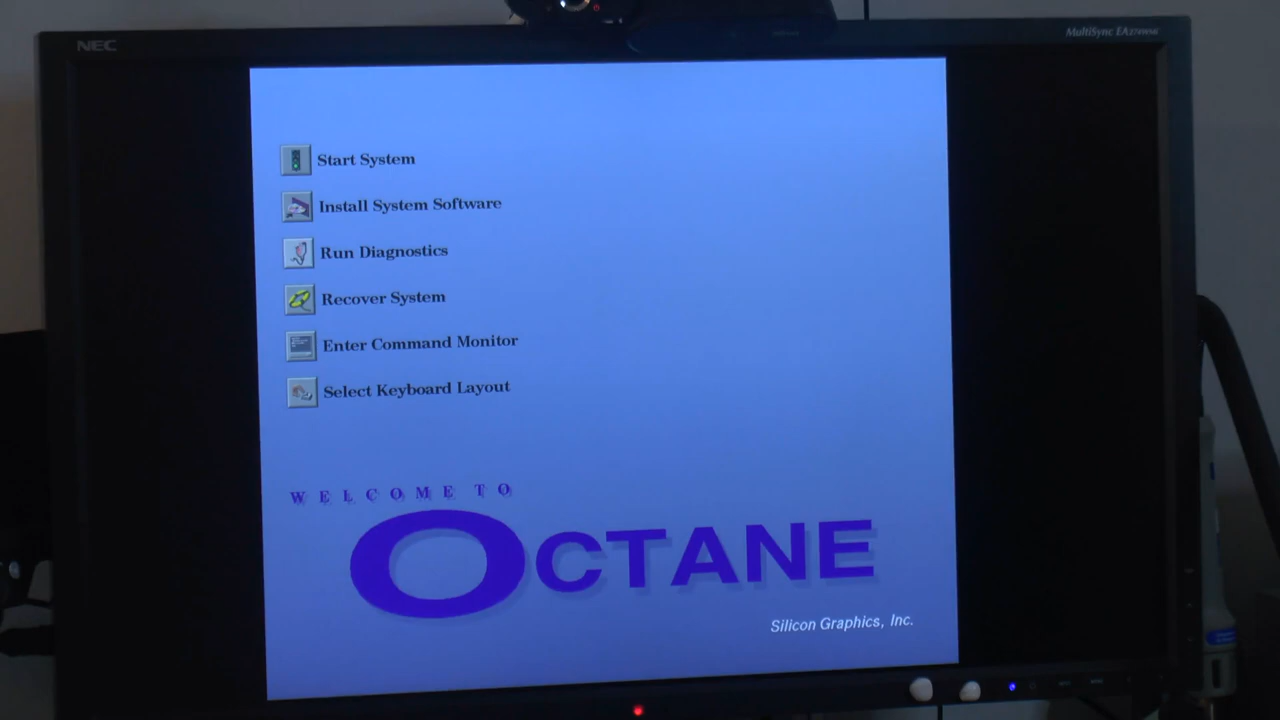 NEC
MultiSync
Start System
Install System Software
Run Diagnostics
Recover System
Enter Command Monitor
Select Keyboard Layout
WELCOME TO
OCTANE
Silicon Graphics, Inc.